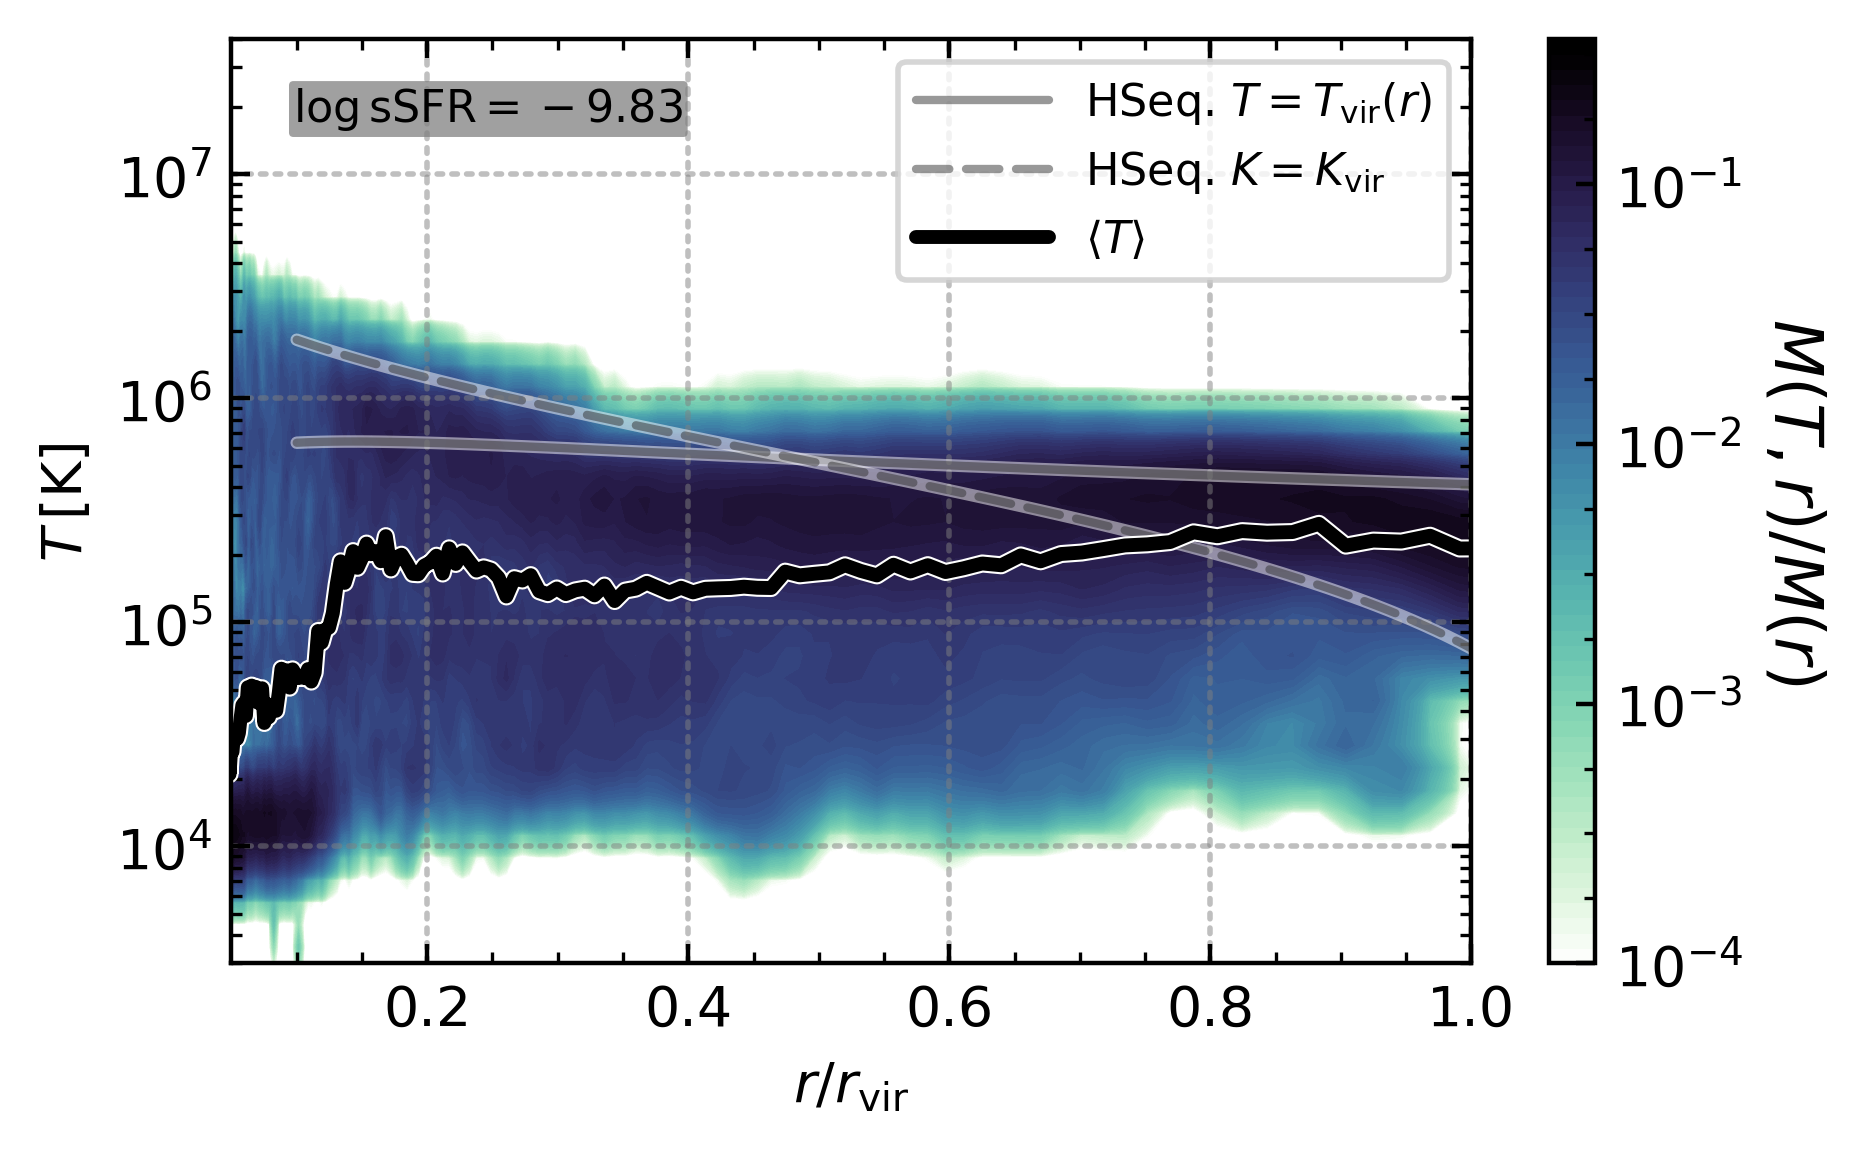 log sSFR = − 9.83
HSeq. T = T_vir(r)
HSeq. K = K_vir
⟨T⟩
T [K]
10^7
10^6
10^5
10^4
0.2 0.4 0.6 0.8 1.0
r/r_vir
10^−1
10^−2
10^−3
10^−4
M(T, r)/M(r)